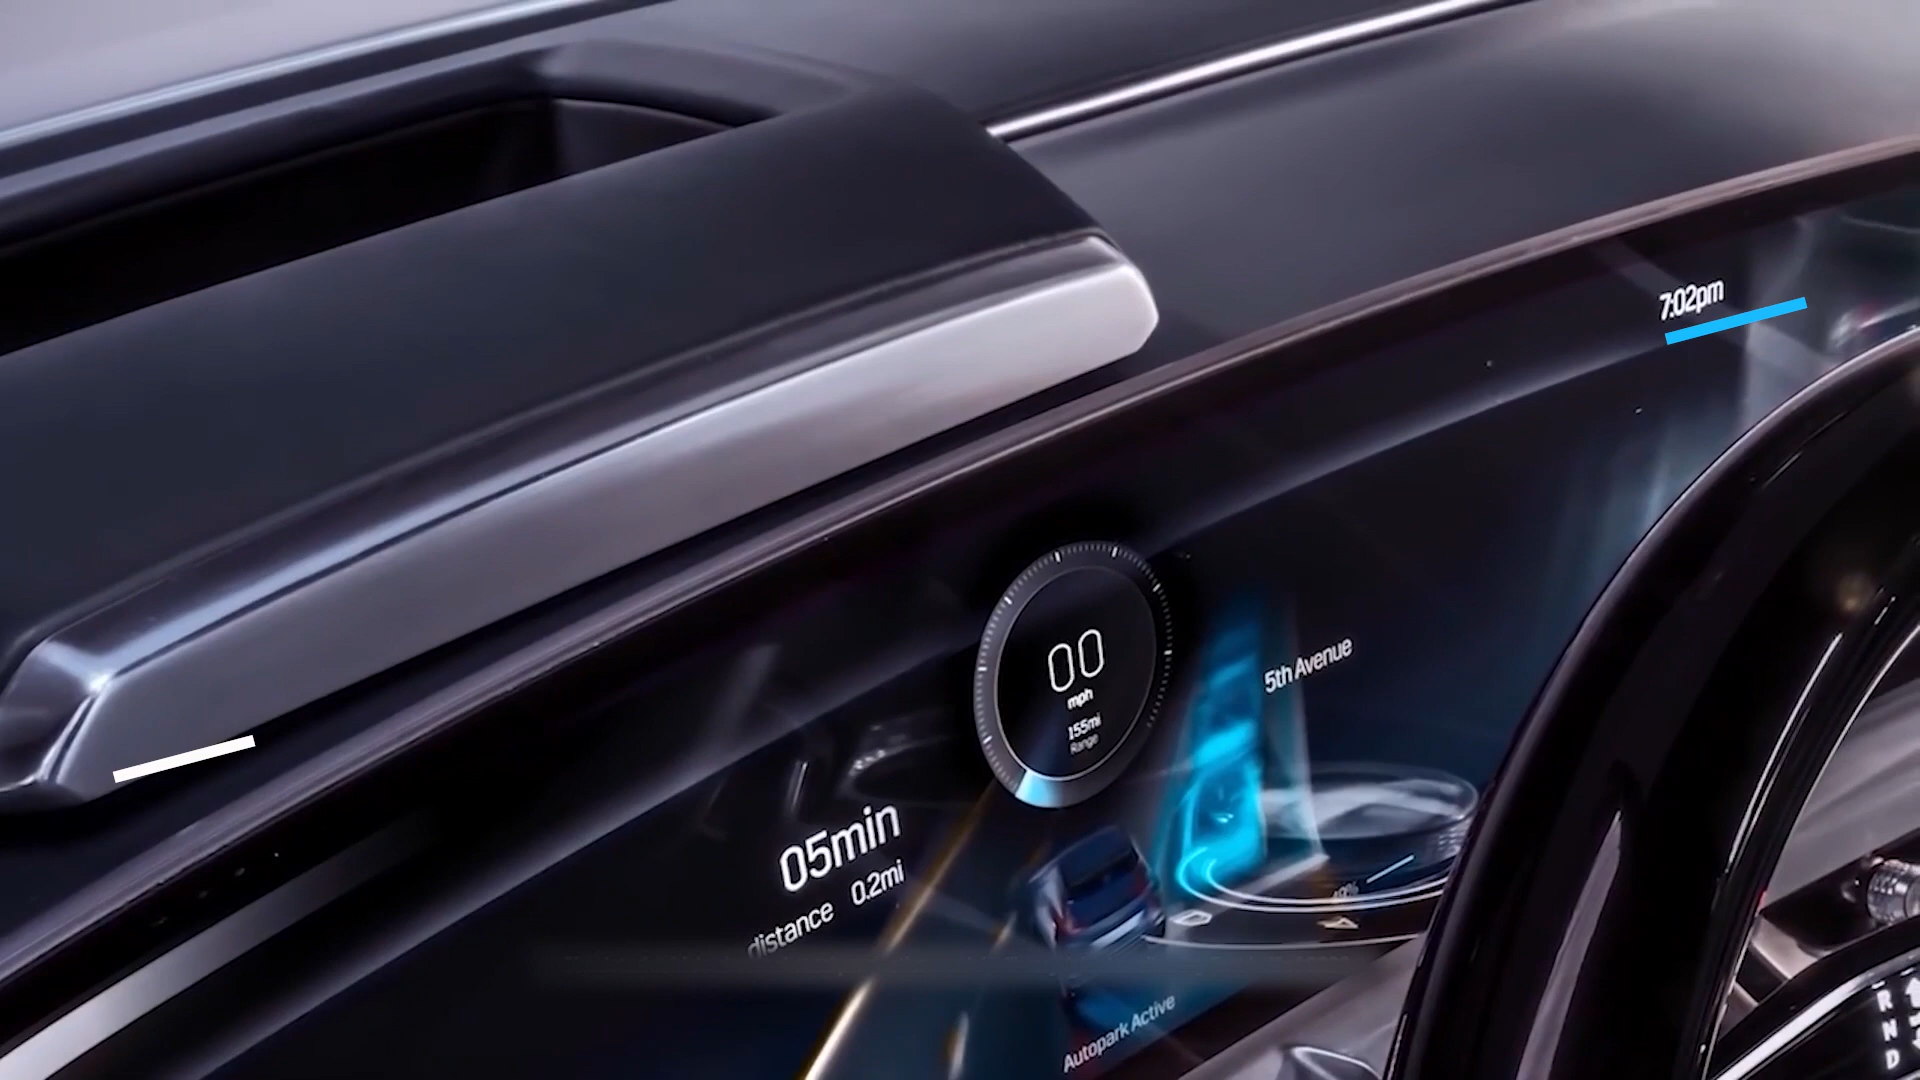 7:02pm
00
mph
155mi
Range
5th Avenue
05min
distance 0.2mi
Autopark Active
R
N
D